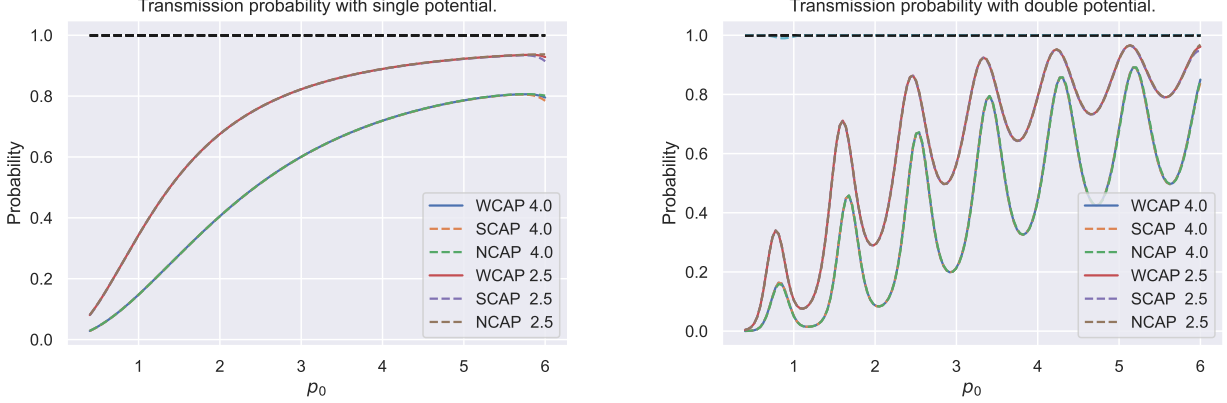 Transmission probability with single potential.
1.0
0.8
0.6
0.4
0.2
0.0
Probability
WCAP 4.0
SCAP 4.0
NCAP 4.0
WCAP 2.5
SCAP 2.5
NCAP 2.5
1 2 3 4 5 6
p₀
Transmission probability with double potential.
1.0
0.8
0.6
0.4
0.2
0.0
Probability
WCAP 4.0
SCAP 4.0
NCAP 4.0
WCAP 2.5
SCAP 2.5
NCAP 2.5
1 2 3 4 5 6
p₀